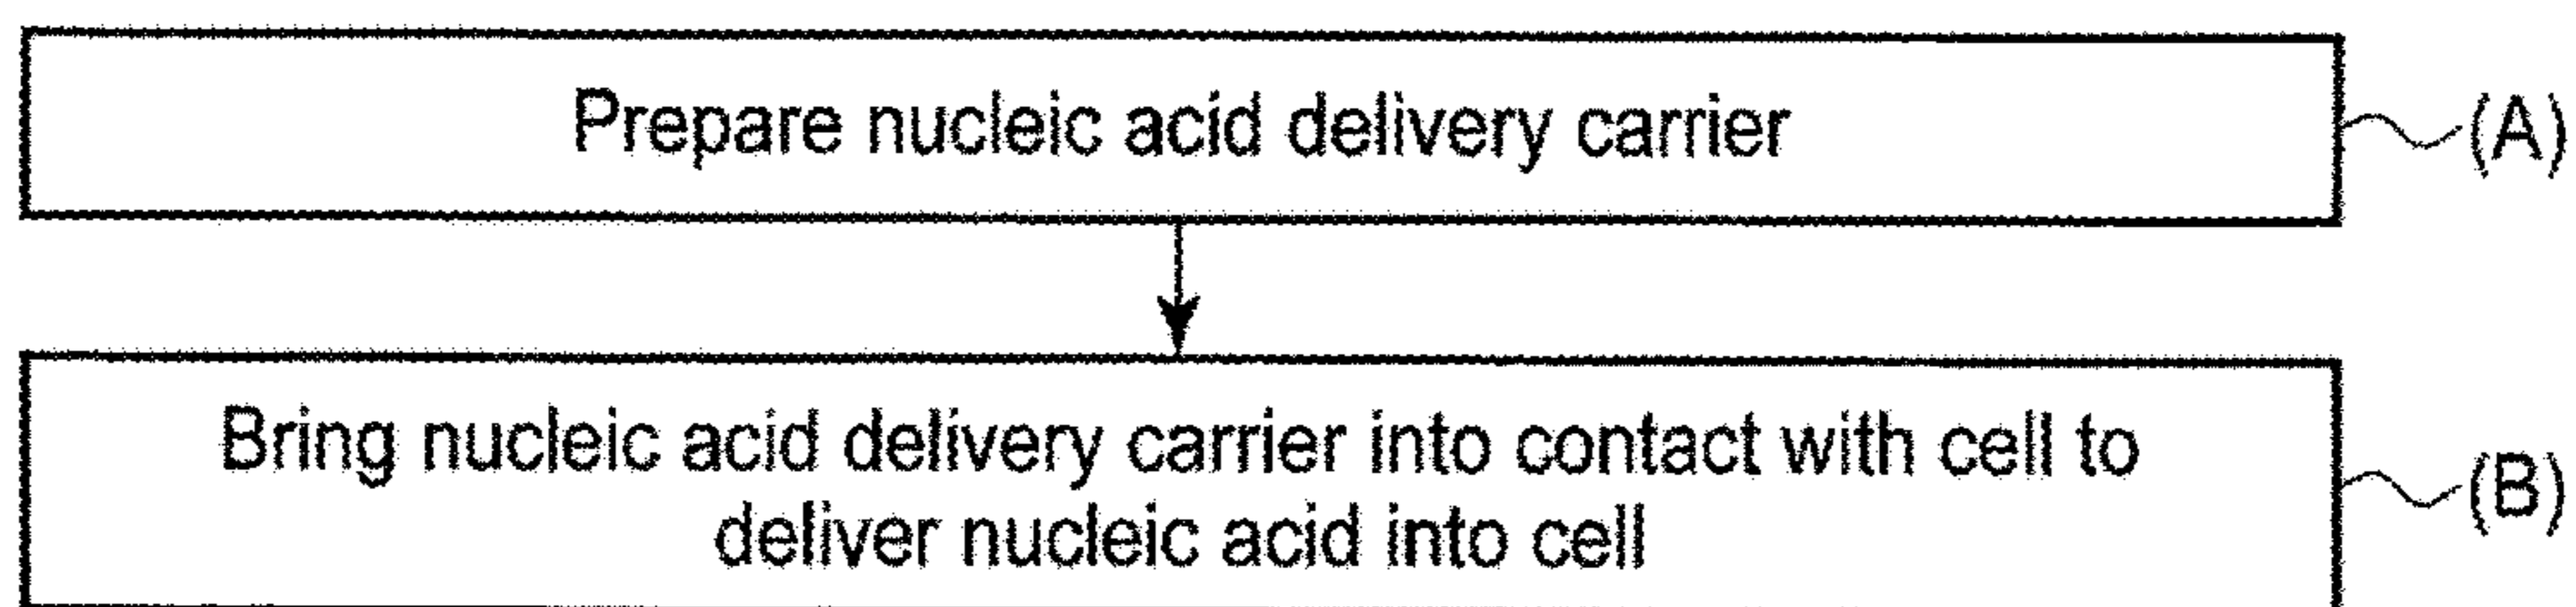 Prepare nucleic acid delivery carrier (A)
Bring nucleic acid delivery carrier into contact with cell to
deliver nucleic acid into cell (B)